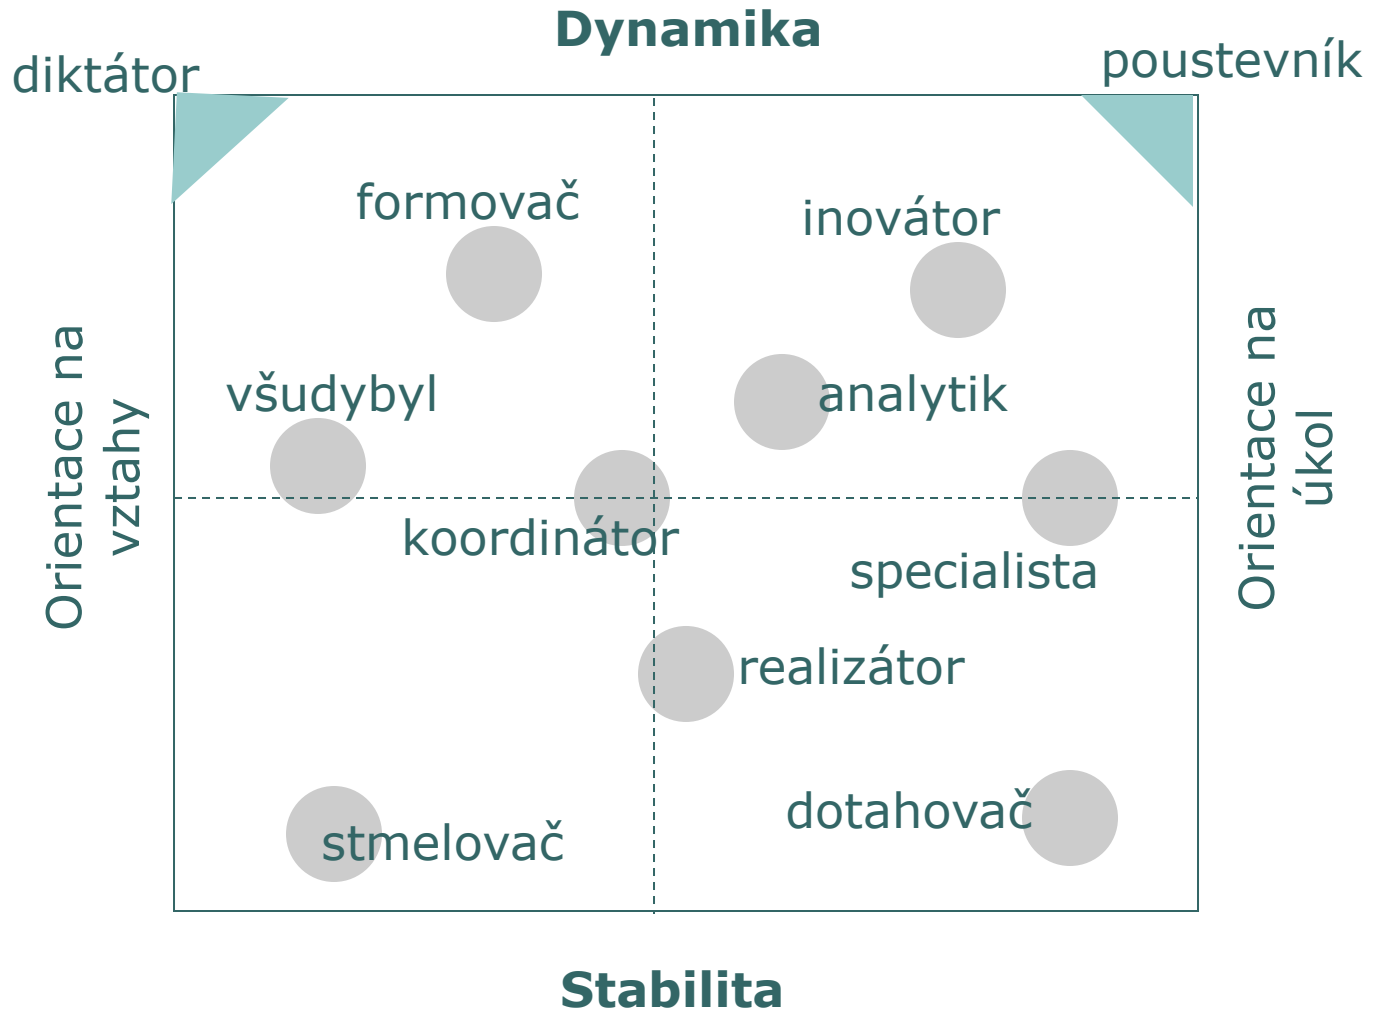 Dynamika
diktátor
poustevník
formovač
inovátor
všudybyl
analytik
Orientace na
vztahy
Orientace na
úkol
koordinátor
specialista
realizátor
dotahovač
stmelovač
Stabilita